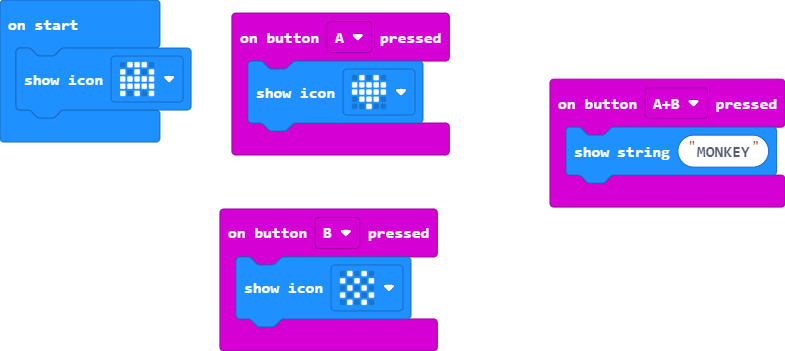 on start
show icon
on button A pressed
show icon
on button A+B pressed
show string "MONKEY"
on button B pressed
show icon